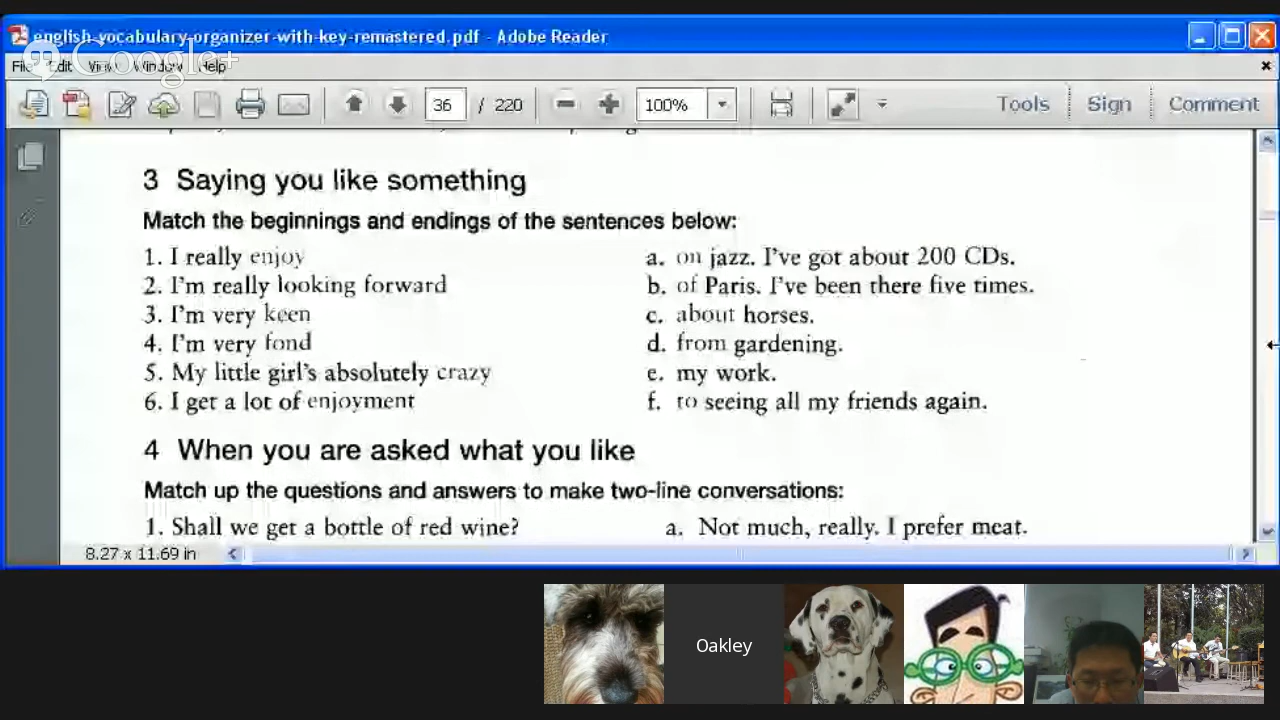 english-vocabulary-organizer-with-key-remastered.pdf - Adobe Reader
Google+
File Edit View Window Help
36 / 220 100% Tools Sign Comment
3 Saying you like something
Match the beginnings and endings of the sentences below:
1. I really enjoy a. on jazz. I've got about 200 CDs.
2. I'm really looking forward b. of Paris. I've been there five times.
3. I'm very keen c. about horses.
4. I'm very fond d. from gardening.
5. My little girl's absolutely crazy e. my work.
6. I get a lot of enjoyment f. to seeing all my friends again.
4 When you are asked what you like
Match up the questions and answers to make two-line conversations:
1. Shall we get a bottle of red wine? a. Not much, really. I prefer meat.
8.27 x 11.69 in
Oakley